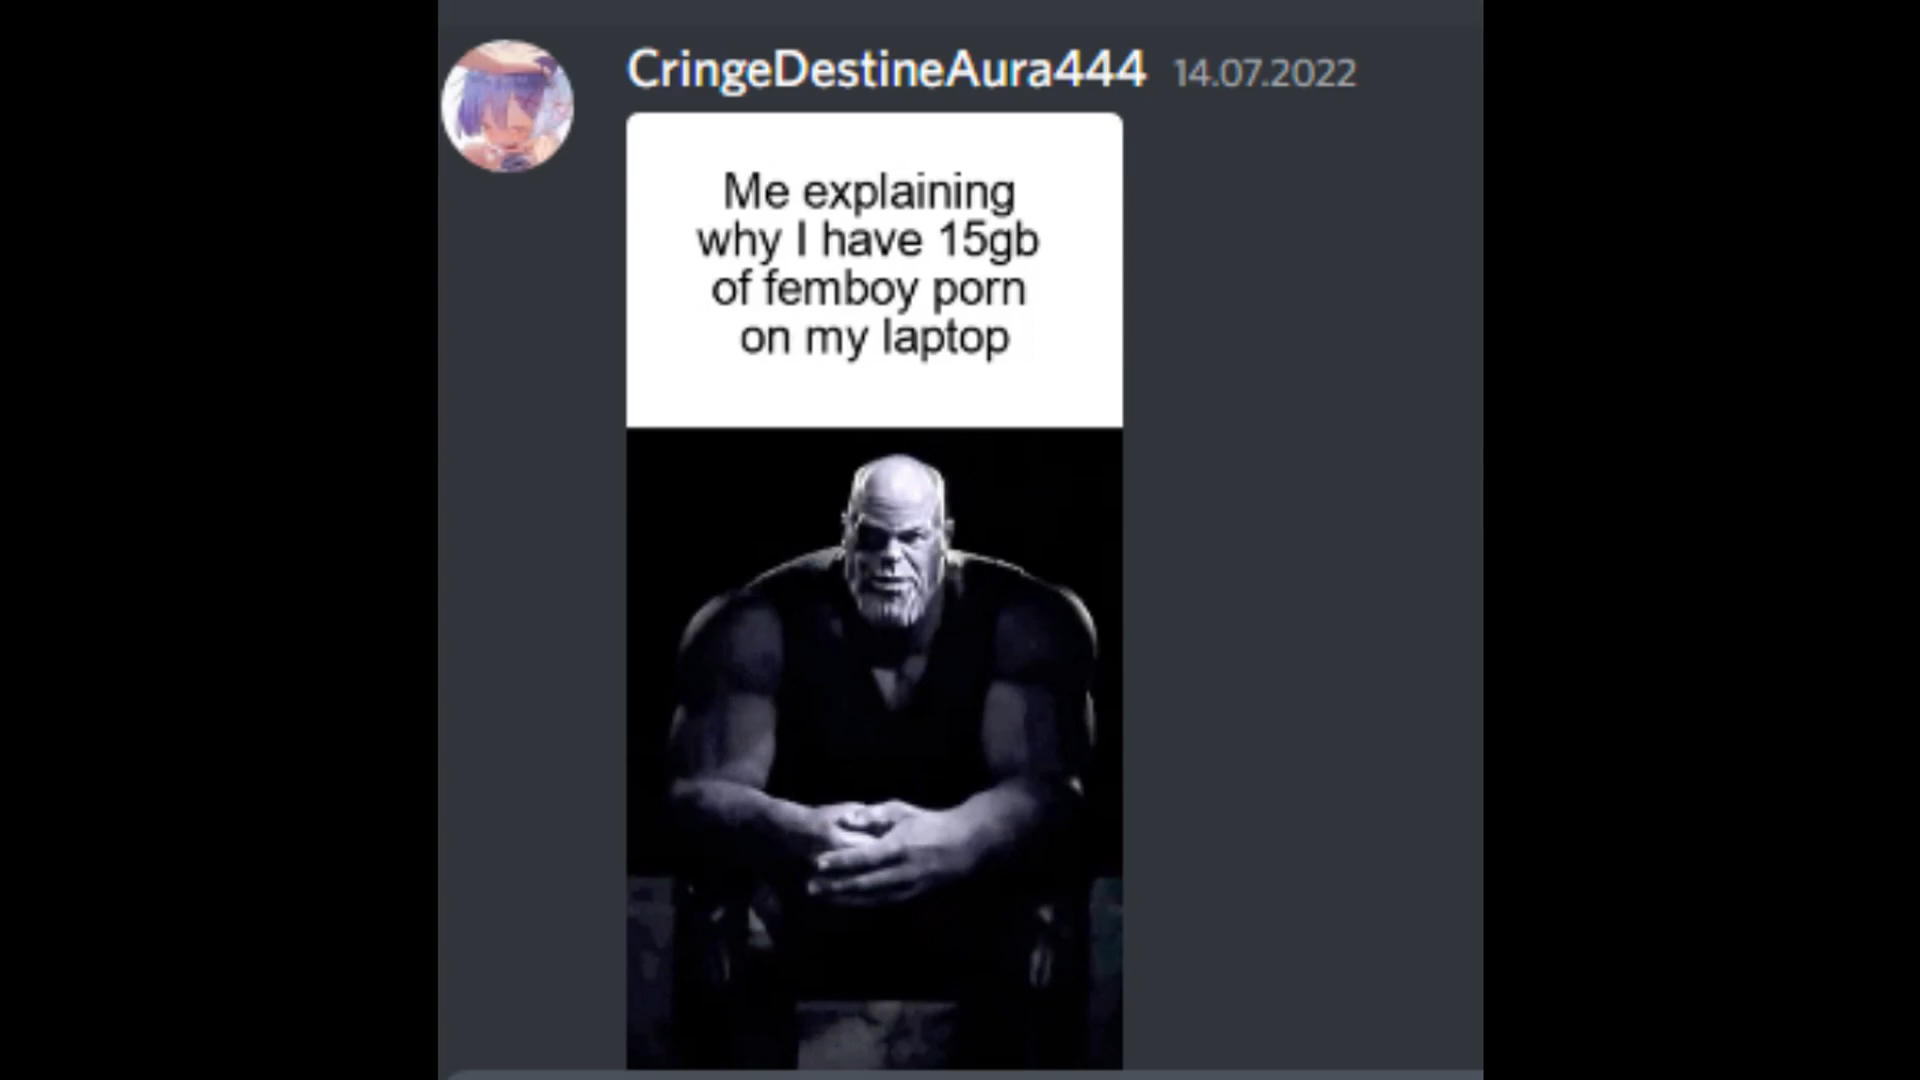 CringeDestineAura444 14.07.2022
Me explaining
why I have 15gb
of femboy porn
on my laptop